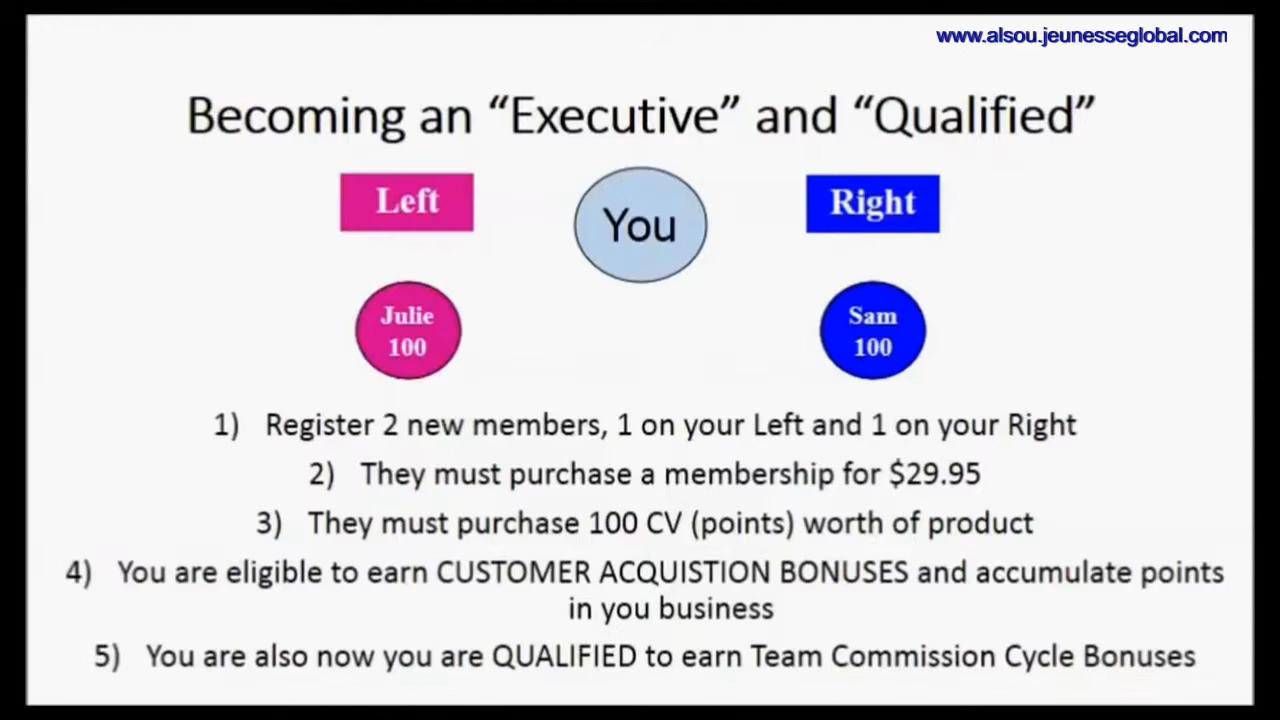 www.alsou.jeunesseglobal.com
Becoming an “Executive” and “Qualified”
Left
You
Right
Julie
100
Sam
100
1) Register 2 new members, 1 on your Left and 1 on your Right
2) They must purchase a membership for $29.95
3) They must purchase 100 CV (points) worth of product
4) You are eligible to earn CUSTOMER ACQUISTION BONUSES and accumulate points
in you business
5) You are also now you are QUALIFIED to earn Team Commission Cycle Bonuses